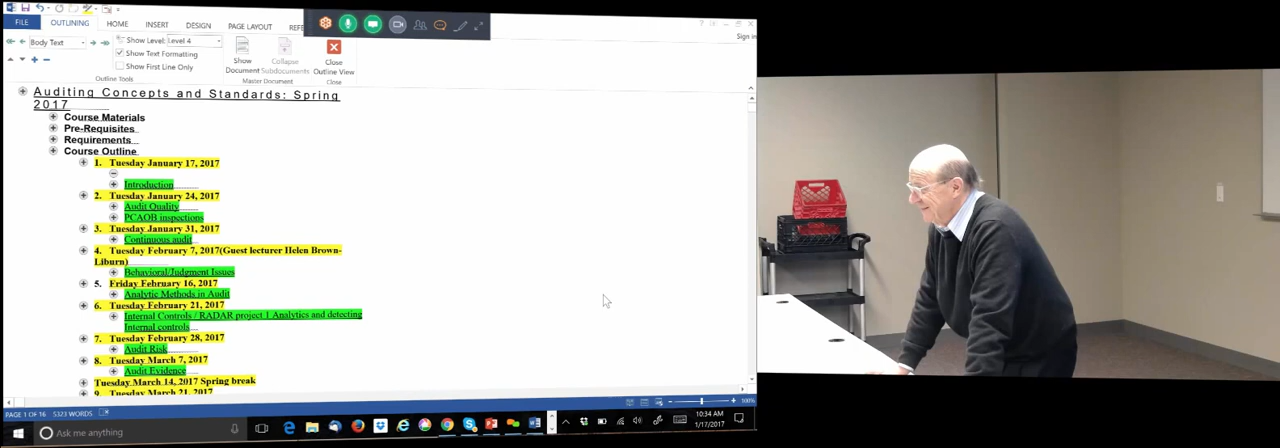 FILE OUTLINING HOME INSERT DESIGN PAGE LAYOUT REFE
Sign in
Body Text
Show Level: Level 4
Show Text Formatting
Show First Line Only
Outline Tools
Show Document
Collapse Subdocuments
Master Document
Close Outline View
Close
Auditing Concepts and Standards: Spring
2017
Course Materials
Pre-Requisites
Requirements
Course Outline
1. Tuesday January 17, 2017
Introduction
2. Tuesday January 24, 2017
Audit Quality
PCAOB inspections
3. Tuesday January 31, 2017
Continuous audit
4. Tuesday February 7, 2017(Guest lecturer Helen Brown-
Liburn)
Behavioral/Judgment Issues
5. Friday February 16, 2017
Analytic Methods in Audit
6. Tuesday February 21, 2017
Internal Controls / RADAR project 1 Analytics and detecting
Internal controls
7. Tuesday February 28, 2017
Audit Risk
8. Tuesday March 7, 2017
Audit Evidence
Tuesday March 14, 2017 Spring break
9. Tuesday March 21, 2017
PAGE 1 OF 16 5323 WORDS
100%
Ask me anything
10:34 AM
1/17/2017